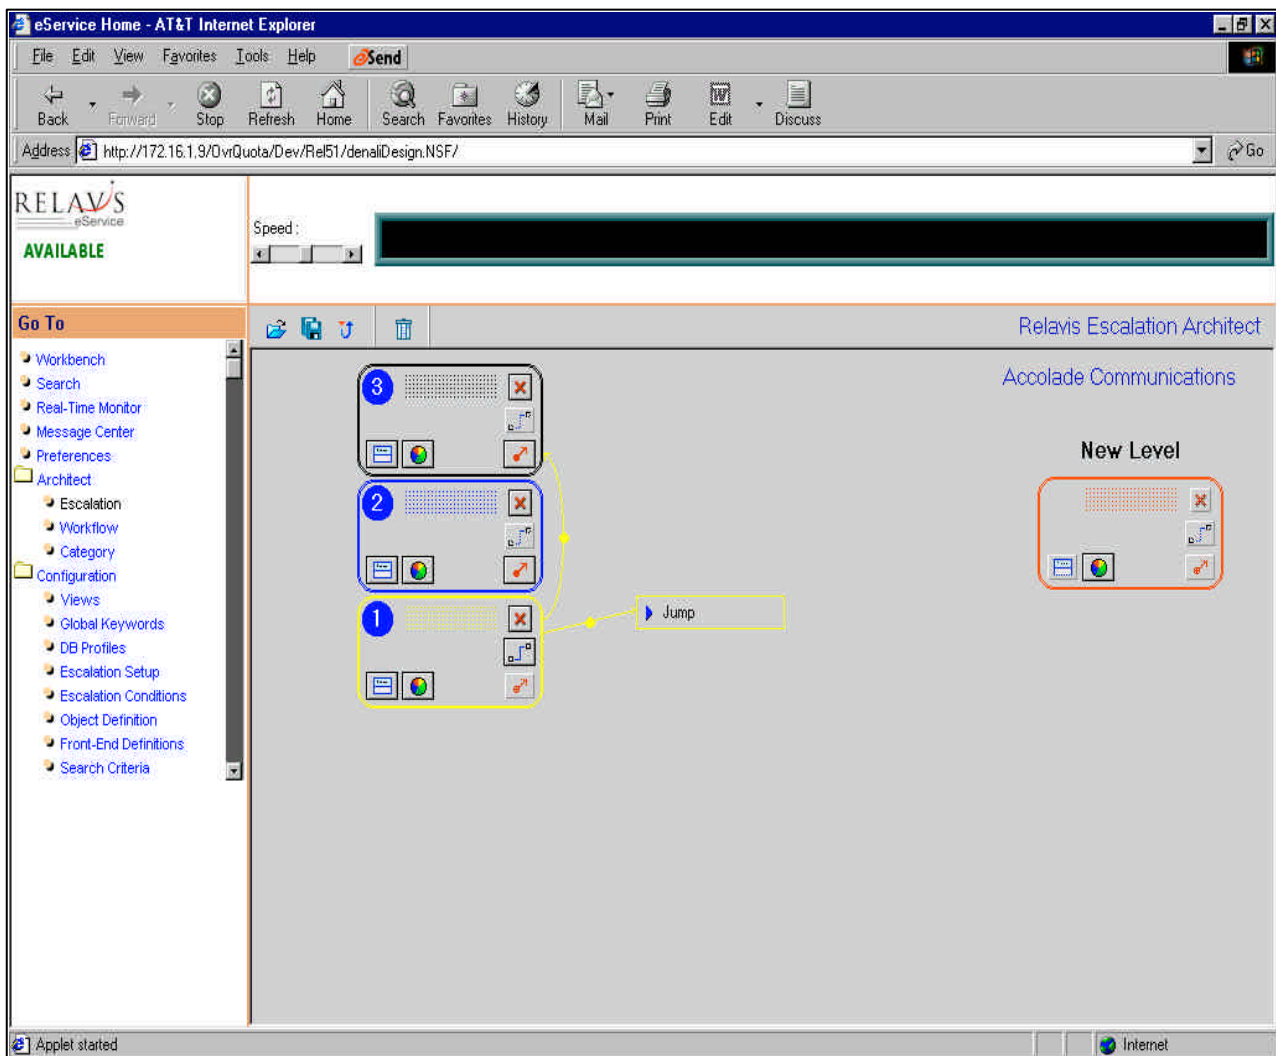 eService Home - AT&T Internet Explorer
File Edit View Favorites Tools Help eSend
Back Forward Stop Refresh Home Search Favorites History Mail Print Edit Discuss
Address http://172.16.1.9/OvrQuota/Dev/Rel51/denaliDesign.NSF/ Go
RELAVIS
eService
AVAILABLE
Speed :
Go To
Relavis Escalation Architect
Accolade Communications
Workbench
Search
Real-Time Monitor
Message Center
Preferences
Architect
Escalation
Workflow
Category
Configuration
Views
Global Keywords
DB Profiles
Escalation Setup
Escalation Conditions
Object Definition
Front-End Definitions
Search Criteria
3
2
1
Jump
New Level
Applet started
Internet